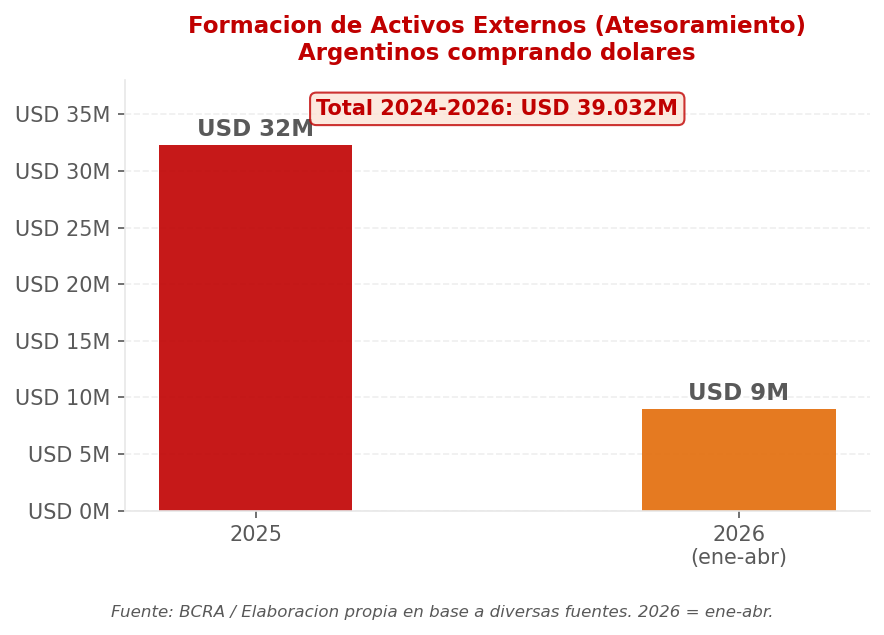 Formacion de Activos Externos (Atesoramiento)
Argentinos comprando dolares
Total 2024-2026: USD 39.032M
USD 35M
USD 32M
USD 30M
USD 25M
USD 20M
USD 15M
USD 10M
USD 9M
USD 5M
USD 0M
2025
2026
(ene-abr)
Fuente: BCRA / Elaboracion propia en base a diversas fuentes. 2026 = ene-abr.